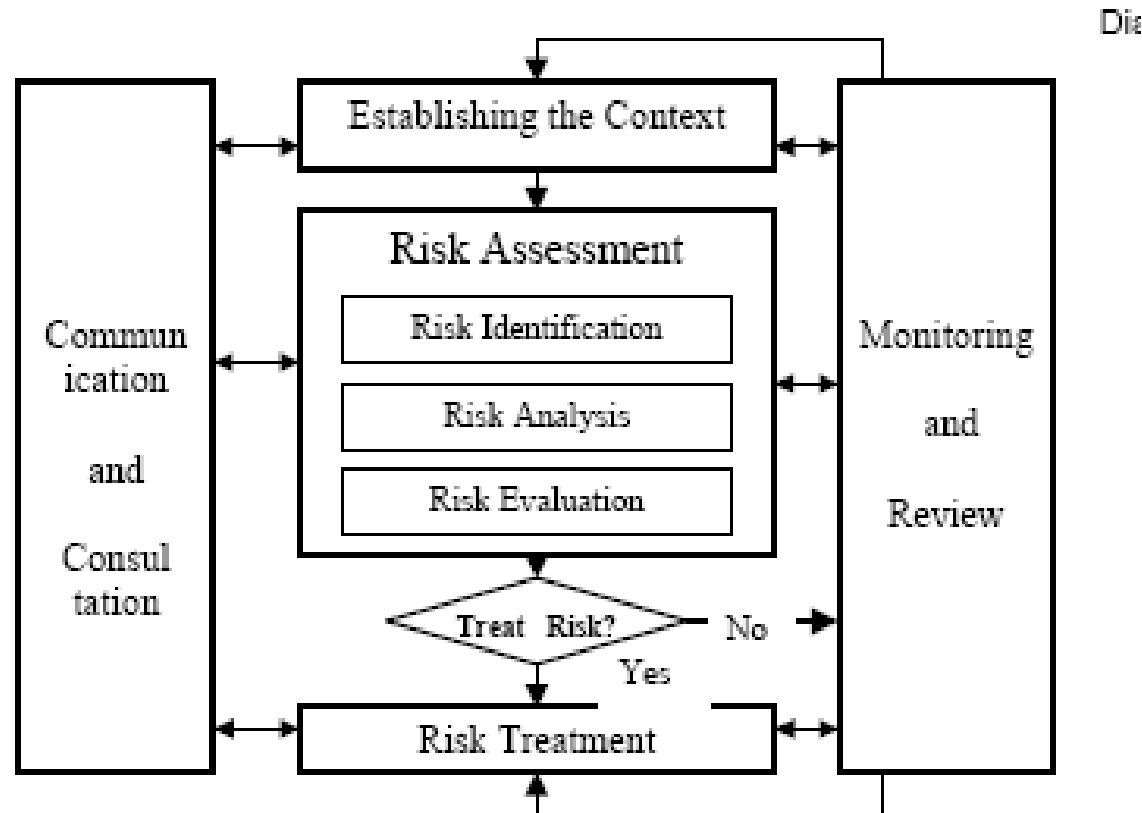 Dia
Establishing the Context
Risk Assessment
Risk Identification
Risk Analysis
Risk Evaluation
Commun
ication
and
Consul
tation
Monitoring
and
Review
Treat Risk?
No
Yes
Risk Treatment